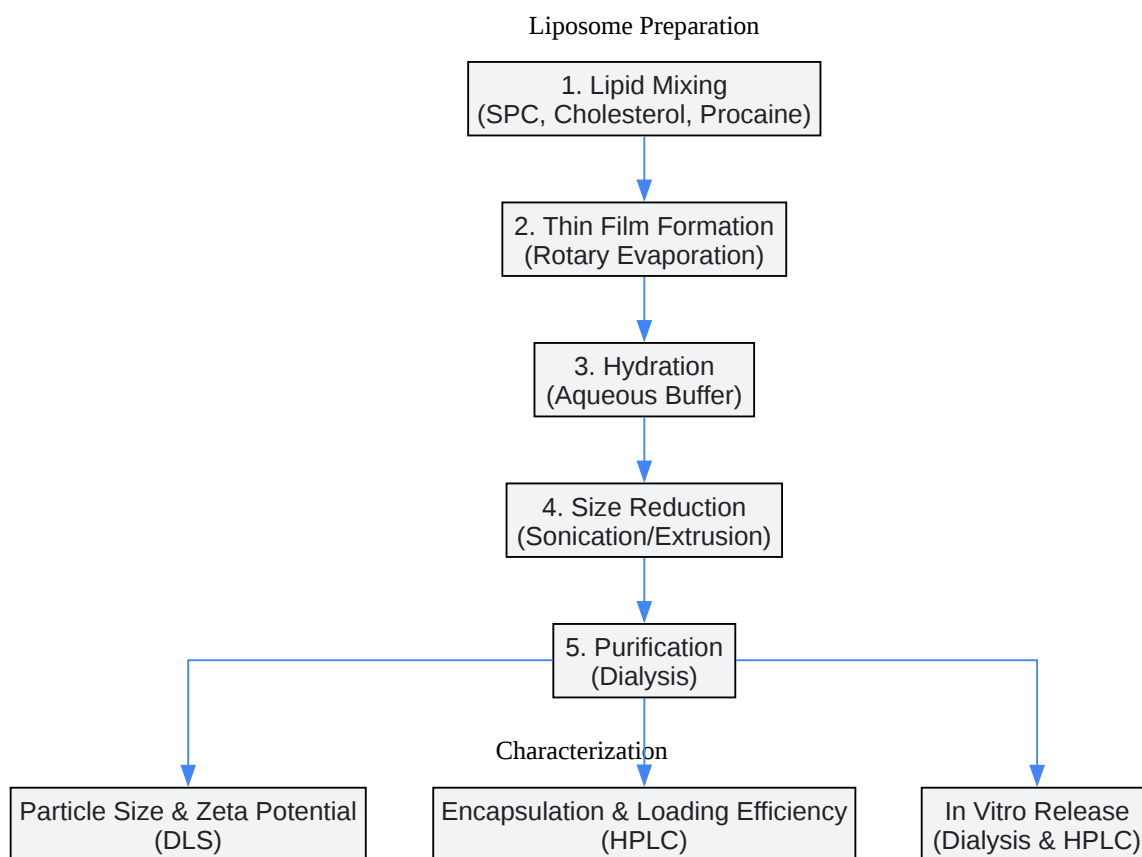 Liposome Preparation
1. Lipid Mixing
(SPC, Cholesterol, Procaine)
2. Thin Film Formation
(Rotary Evaporation)
3. Hydration
(Aqueous Buffer)
4. Size Reduction
(Sonication/Extrusion)
5. Purification
(Dialysis)
Characterization
Particle Size & Zeta Potential
(DLS)
Encapsulation & Loading Efficiency
(HPLC)
In Vitro Release
(Dialysis & HPLC)